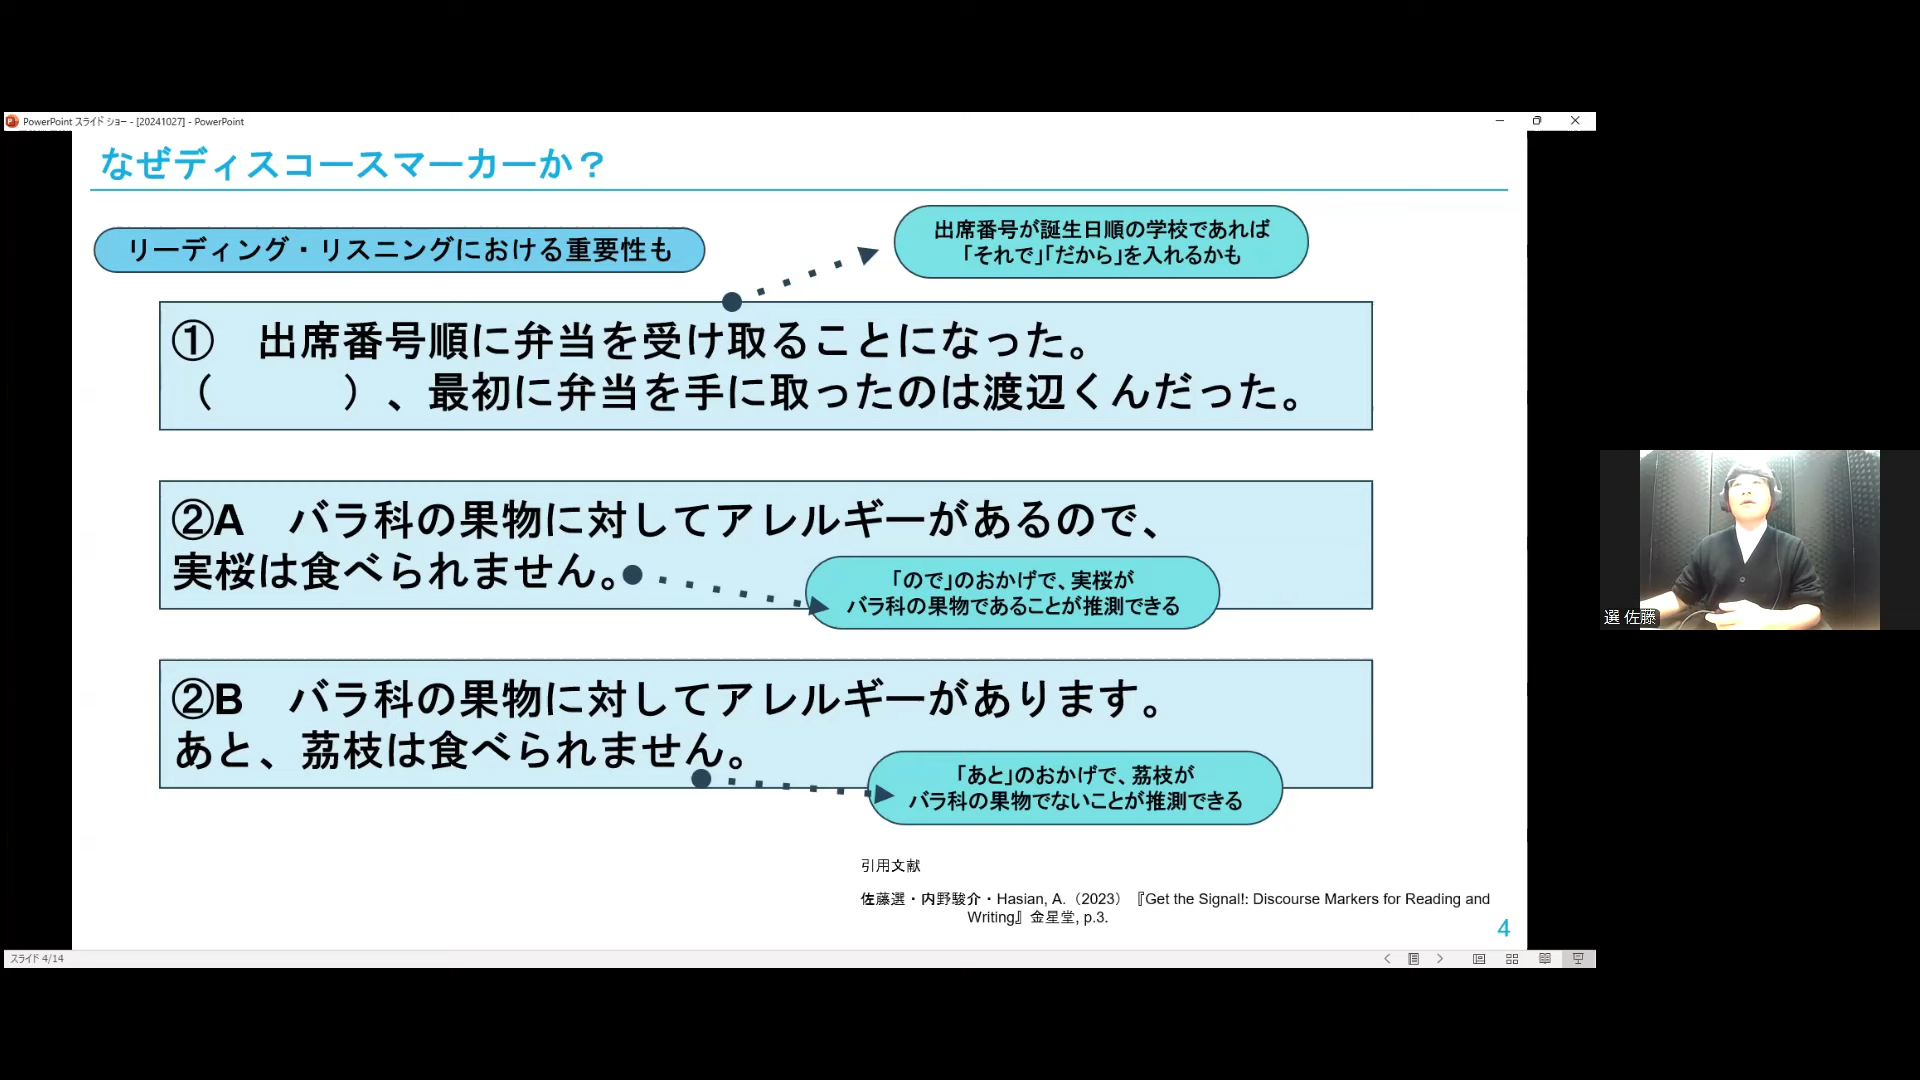 PowerPoint スライド ショー - [20241027] - PowerPoint
なぜディスコースマーカーか？
リーディング・リスニングにおける重要性も
出席番号が誕生日順の学校であれば
「それで」「だから」を入れるかも
①　出席番号順に弁当を受け取ることになった。
（　　　）、最初に弁当を手に取ったのは渡辺くんだった。
②A　バラ科の果物に対してアレルギーがあるので、
実桜は食べられません。
「ので」のおかげで、実桜が
バラ科の果物であることが推測できる
②B　バラ科の果物に対してアレルギーがあります。
あと、茘枝は食べられません。
「あと」のおかげで、茘枝が
バラ科の果物でないことが推測できる
引用文献
佐藤選・内野駿介・Hasian, A.（2023）『Get the Signal!: Discourse Markers for Reading and
Writing』金星堂, p.3.
4
スライド 4/14
選 佐藤